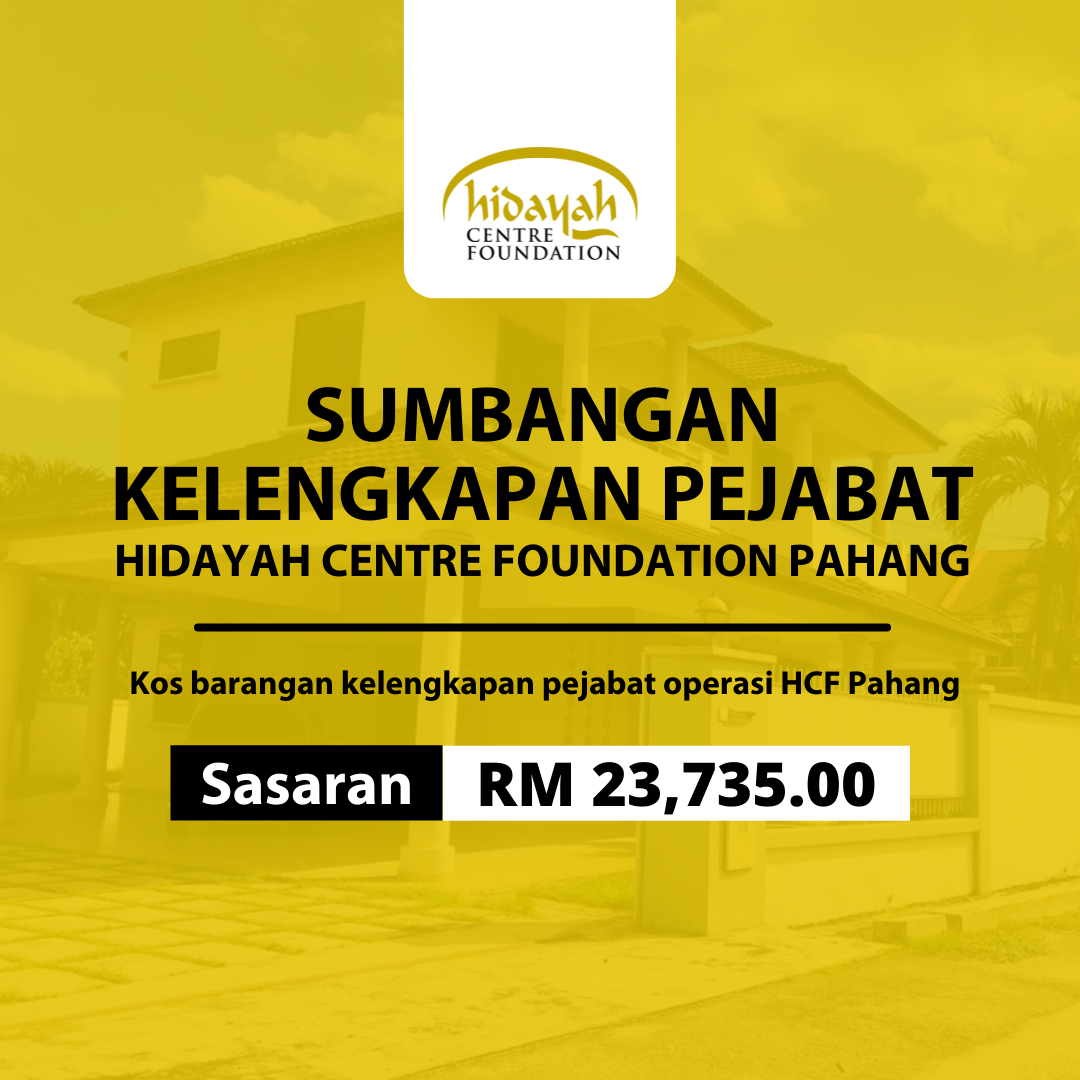 hidayah
CENTRE
FOUNDATION
SUMBANGAN
KELENGKAPAN PEJABAT
HIDAYAH CENTRE FOUNDATION PAHANG
Kos barangan kelengkapan pejabat operasi HCF Pahang
Sasaran RM 23,735.00